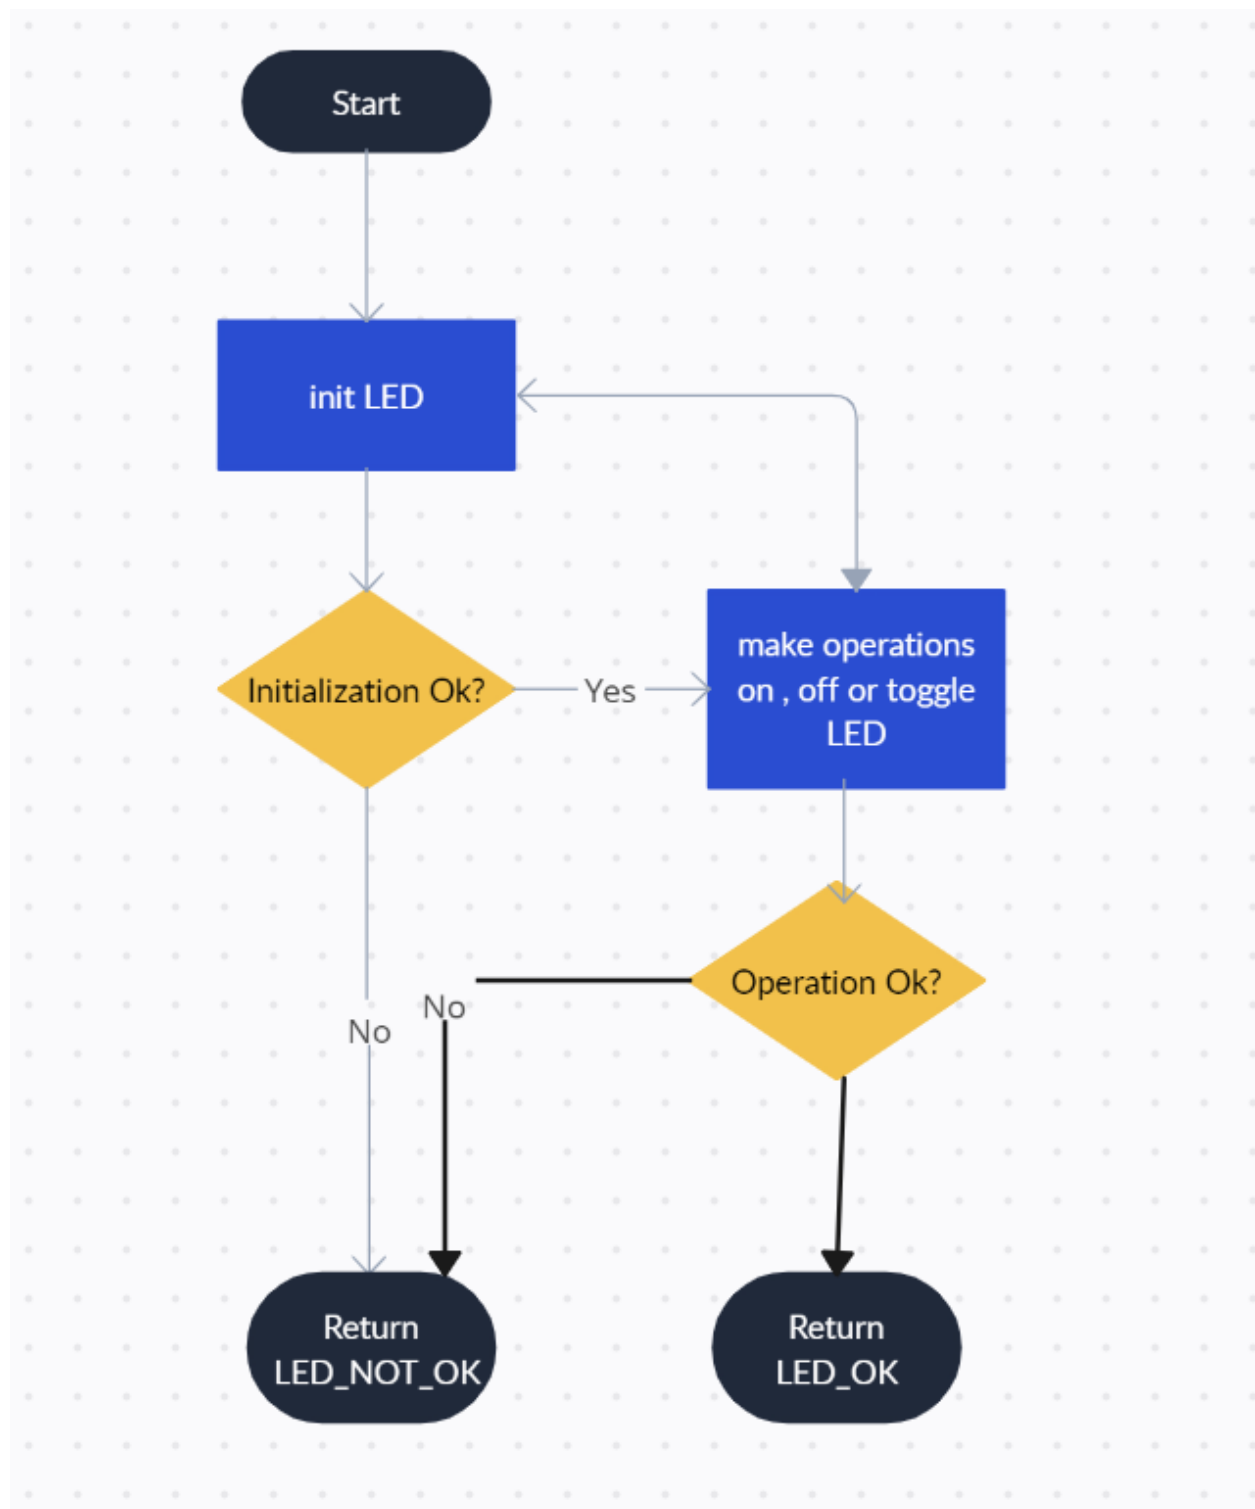 Start
init LED
Initialization Ok?
Yes
make operations
on , off or toggle
LED
Operation Ok?
No
No
Return
LED_NOT_OK
Return
LED_OK